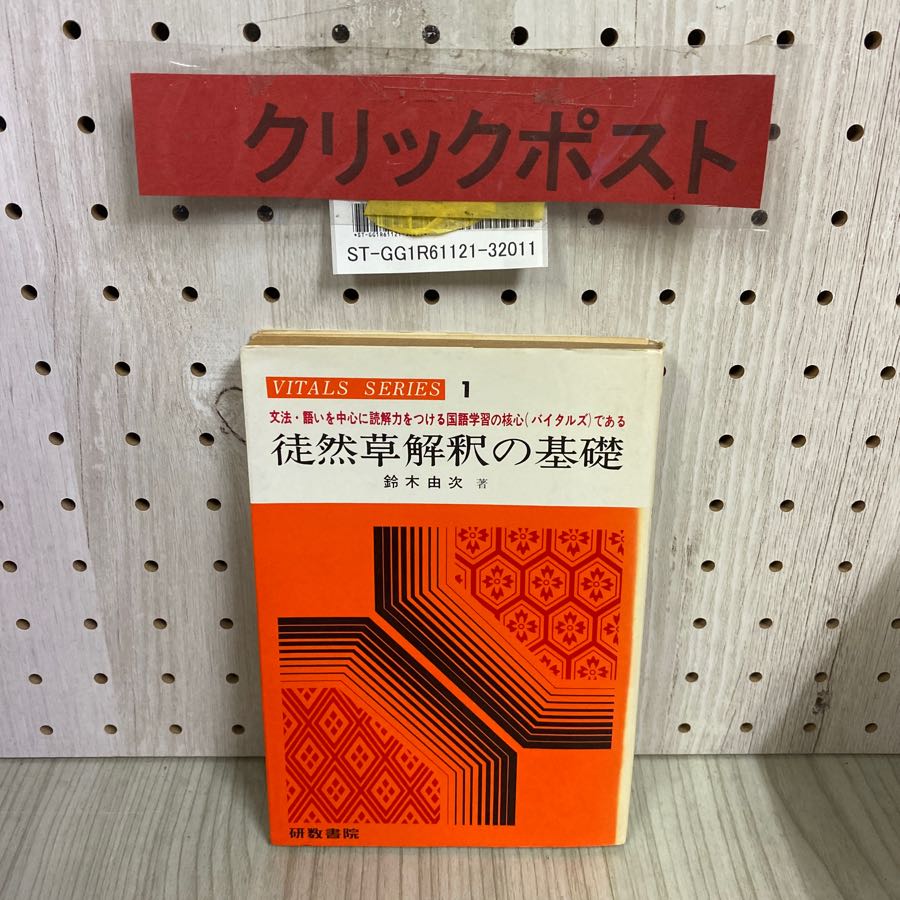 クリックポスト
ST-GG1R61121-32011
VITALS SERIES 1
文法・語いを中心に読解力をつける国語学習の核心(バイタルズ)である
徒然草解釈の基礎
鈴木由次 著
研数書院